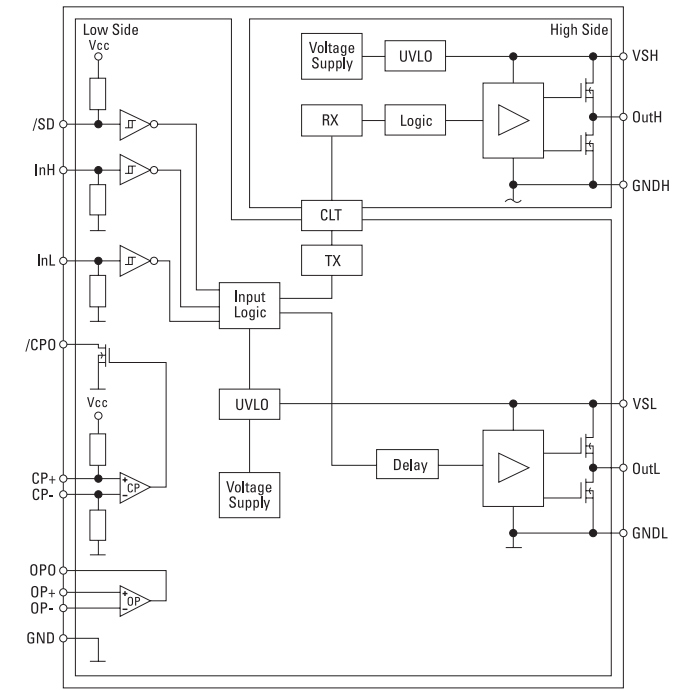 Low Side
High Side
Vcc
Voltage
Supply
UVLO
VSH
/SD
RX
Logic
OutH
InH
GNDH
CLT
InL
TX
Input
Logic
/CPO
Vcc
UVLO
VSL
CP+
CP-
+
-
CP
Voltage
Supply
Delay
OutL
GNDL
OPO
OP+
OP-
+
-
OP
GND